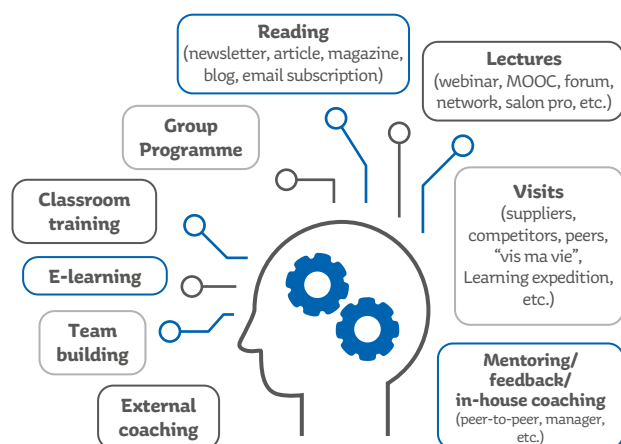 Reading
(newsletter, article, magazine,
blog, email subscription)
Lectures
(webinar, MOOC, forum,
network, salon pro, etc.)
Group
Programme
Classroom
training
Visits
(suppliers,
competitors, peers,
“vis ma vie”,
Learning expedition,
etc.)
E-learning
Team
building
Mentoring/
feedback/
in-house coaching
(peer-to-peer, manager,
etc.)
External
coaching